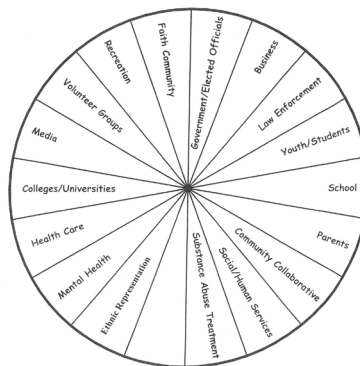 Government/Elected Officials
Business
Law Enforcement
Youth/Students
School
Parents
Community Collaborative
Social/Human Services
Substance Abuse Treatment
Ethnic Representation
Mental Health
Health Care
Colleges/Universities
Media
Volunteer Groups
Recreation
Faith Community